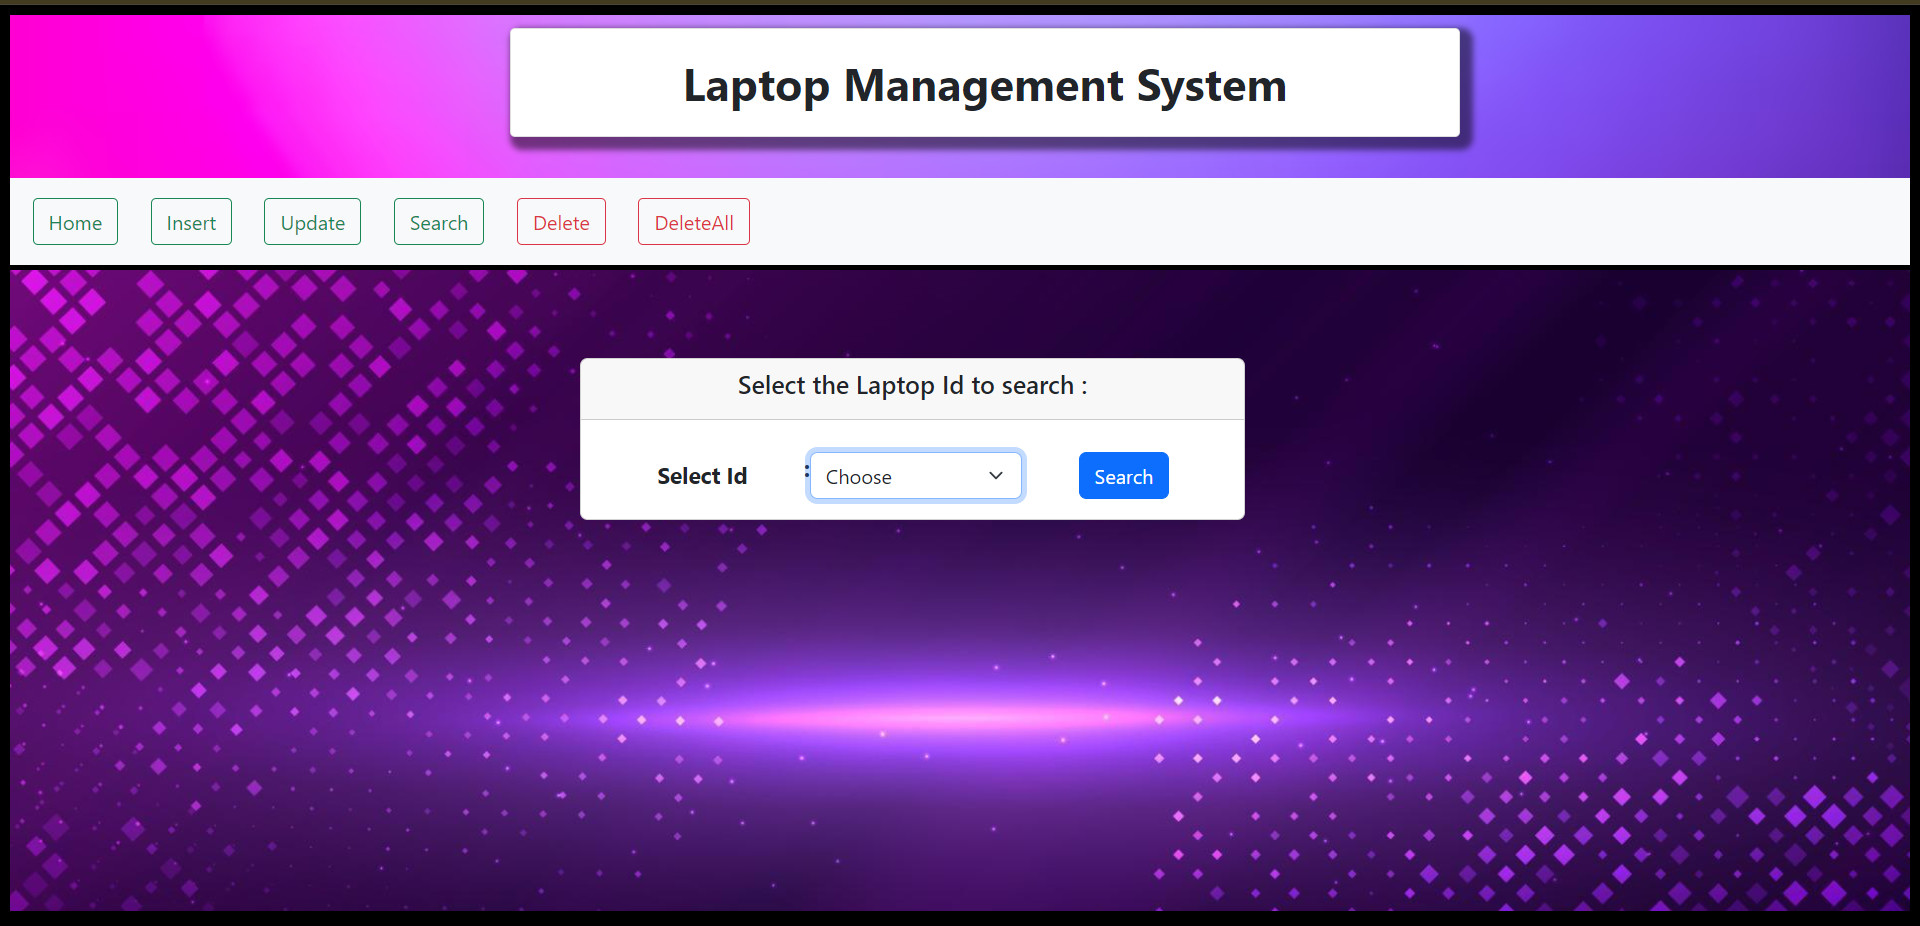 Laptop Management System
Home Insert Update Search Delete DeleteAll
Select the Laptop Id to search :
Select Id : Choose Search